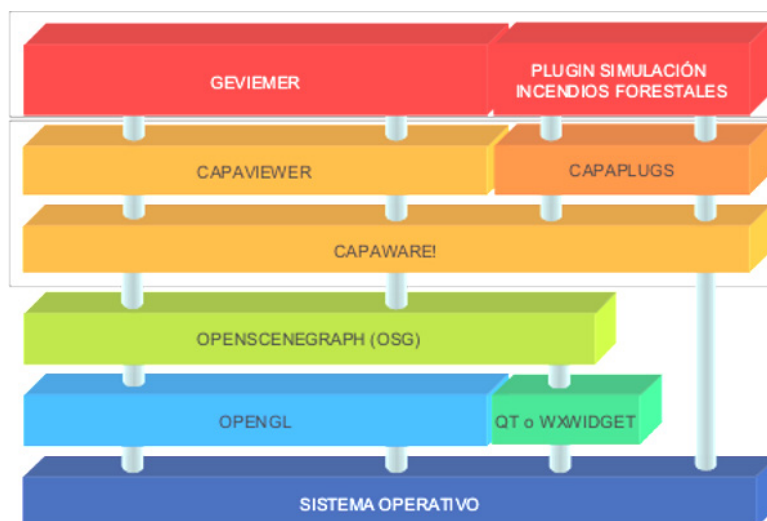 GEVIEMER
PLUGIN SIMULACIÓN
INCENDIOS FORESTALES
CAPAVIEWER
CAPAPLUGS
CAPAWARE!
OPENSCENEGRAPH (OSG)
OPENGL
QT o WXWIDGET
SISTEMA OPERATIVO